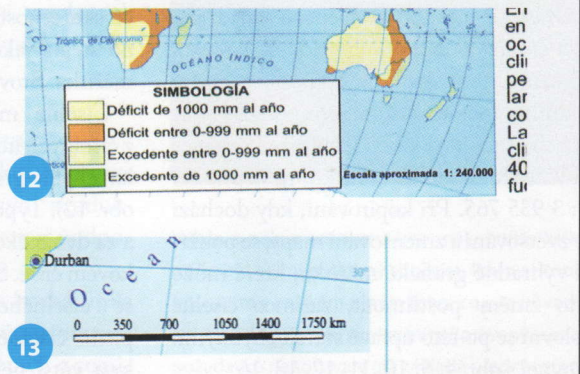 Trópico de Capricornio
OCÉANO ÍNDICO
SIMBOLOGÍA
Déficit de 1000 mm al año
Déficit entre 0-999 mm al año
Excedentes entre 0-999 mm al año
Excedente de 1000 mm al año
Escala aproximada 1: 240.000
12
en
oc
cli
pe
lar
co
La
cli
40
fu
Durban
Ocean
30°
0 350 700 1050 1400 1750 km
13